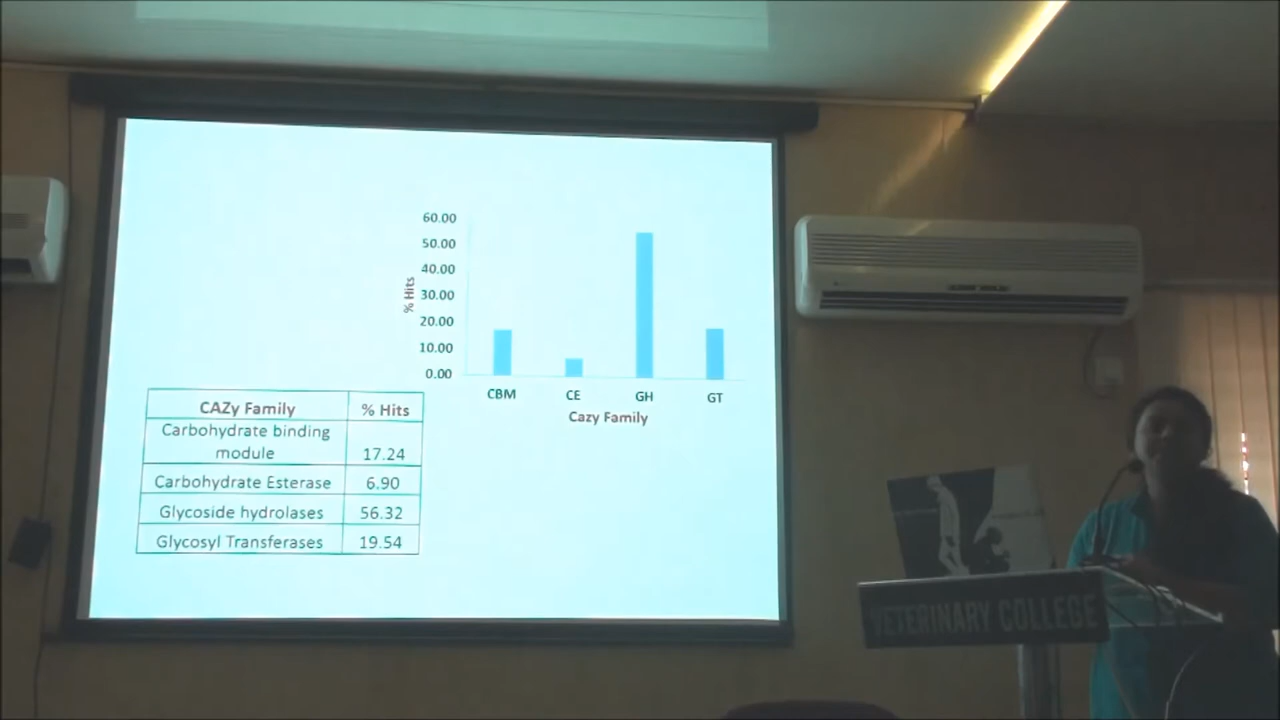 60.00
50.00
40.00
30.00
20.00
10.00
0.00
% Hits
CBM CE GH GT
Cazy Family
CAZy Family % Hits
Carbohydrate binding
module 17.24
Carbohydrate Esterase 6.90
Glycoside hydrolases 56.32
Glycosyl Transferases 19.54
VETERINARY COLLEGE